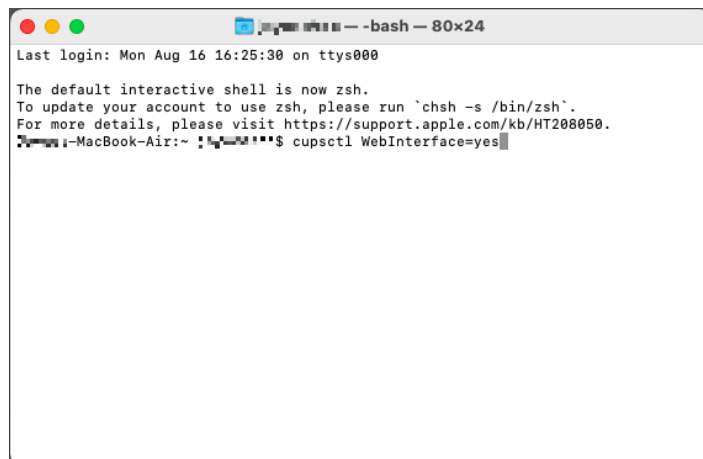 — -bash — 80×24
Last login: Mon Aug 16 16:25:30 on ttys000
The default interactive shell is now zsh.
To update your account to use zsh, please run `chsh -s /bin/zsh`.
For more details, please visit https://support.apple.com/kb/HT208050.
-MacBook-Air:~ $ cupsctl WebInterface=yes